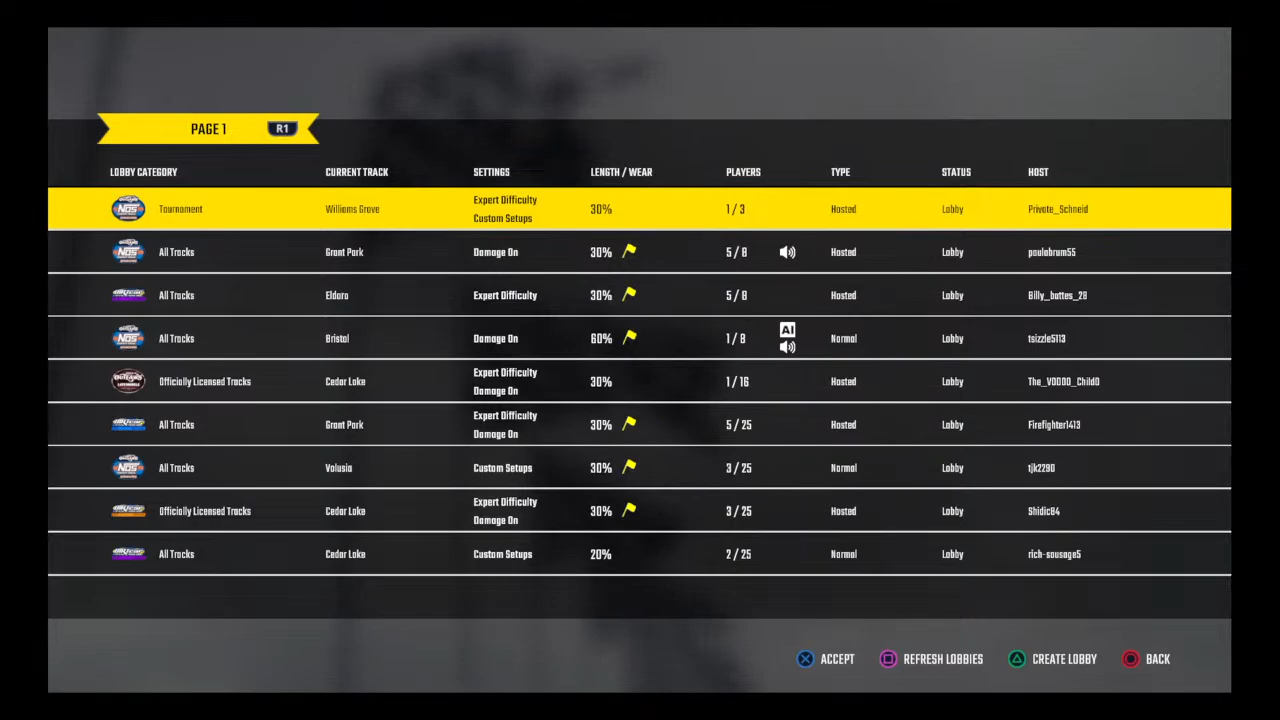 PAGE 1 R1
LOBBY CATEGORY CURRENT TRACK SETTINGS LENGTH / WEAR PLAYERS TYPE STATUS HOST
Tournament Williams Grove Expert Difficulty Custom Setups 30% 1 / 3 Hosted Lobby Private_Schneid
All Tracks Grant Park Damage On 30% 5 / 8 Hosted Lobby paulabrum55
All Tracks Eldora Expert Difficulty 30% 5 / 8 Hosted Lobby Billy_battes_28
All Tracks Bristol Damage On 60% 1 / 8 AI Normal Lobby tsizzle5113
Officially Licensed Tracks Cedar Lake Expert Difficulty Damage On 30% 1 / 16 Hosted Lobby The_VOODO_ChildO
All Tracks Grant Park Expert Difficulty Damage On 30% 5 / 25 Hosted Lobby Firefighter1413
All Tracks Volusia Custom Setups 30% 3 / 25 Normal Lobby tjk2290
Officially Licensed Tracks Cedar Lake Expert Difficulty Damage On 30% 3 / 25 Hosted Lobby Shidic84
All Tracks Cedar Lake Custom Setups 20% 2 / 25 Normal Lobby rich-sausage5
ACCEPT REFRESH LOBBIES CREATE LOBBY BACK